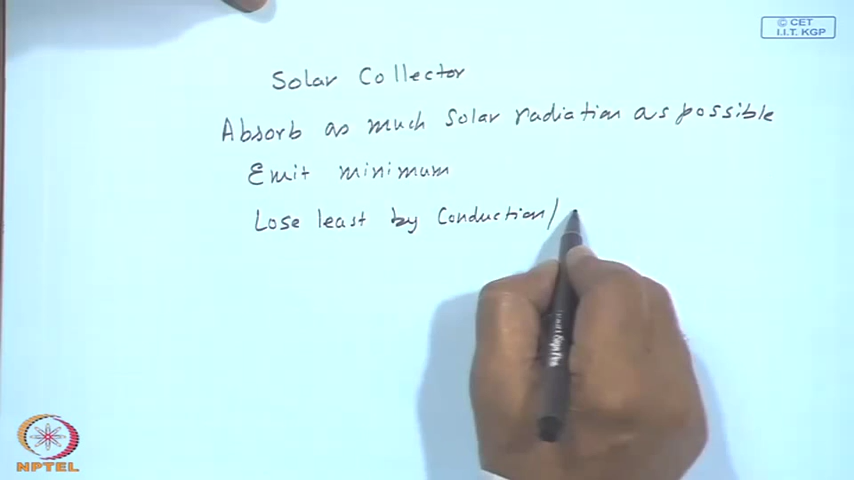 © CET
I.I.T. KGP
Solar Collector
Absorb as much solar radiation as possible
Emit minimum
Lose least by Conduction/
NPTEL